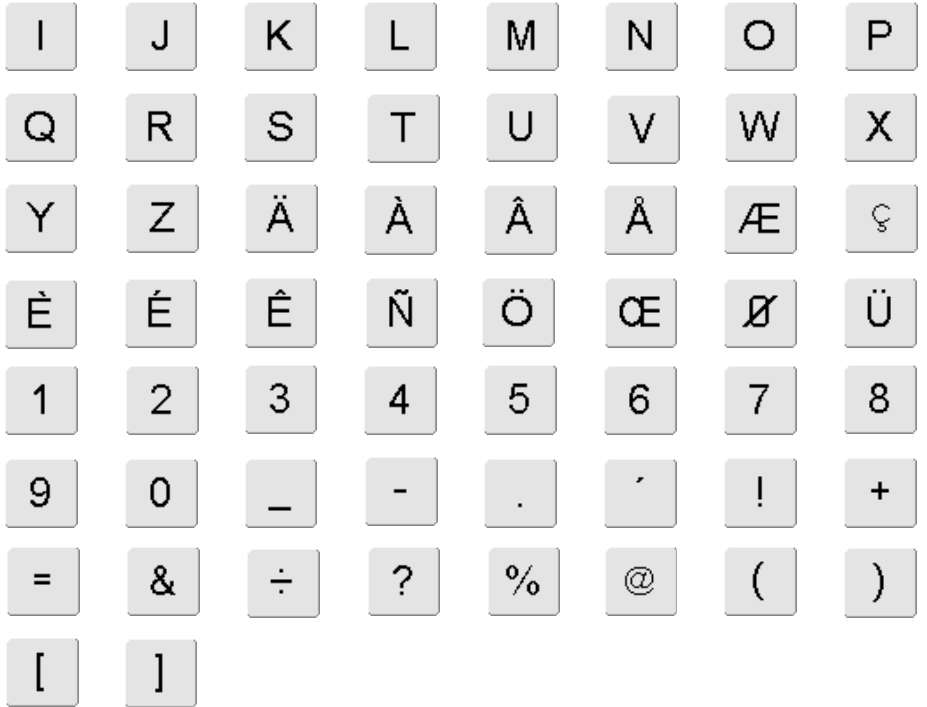 I J K L M N O P
Q R S T U V W X
Y Z Ä À Â Å Æ ç
È É Ê Ñ Ö Œ Ø Ü
1 2 3 4 5 6 7 8
9 0 _ - . ´ ! +
= & ÷ ? % @ ( )
[ ]